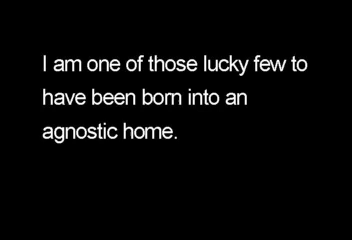 I am one of those lucky few to
have been born into an
agnostic home.